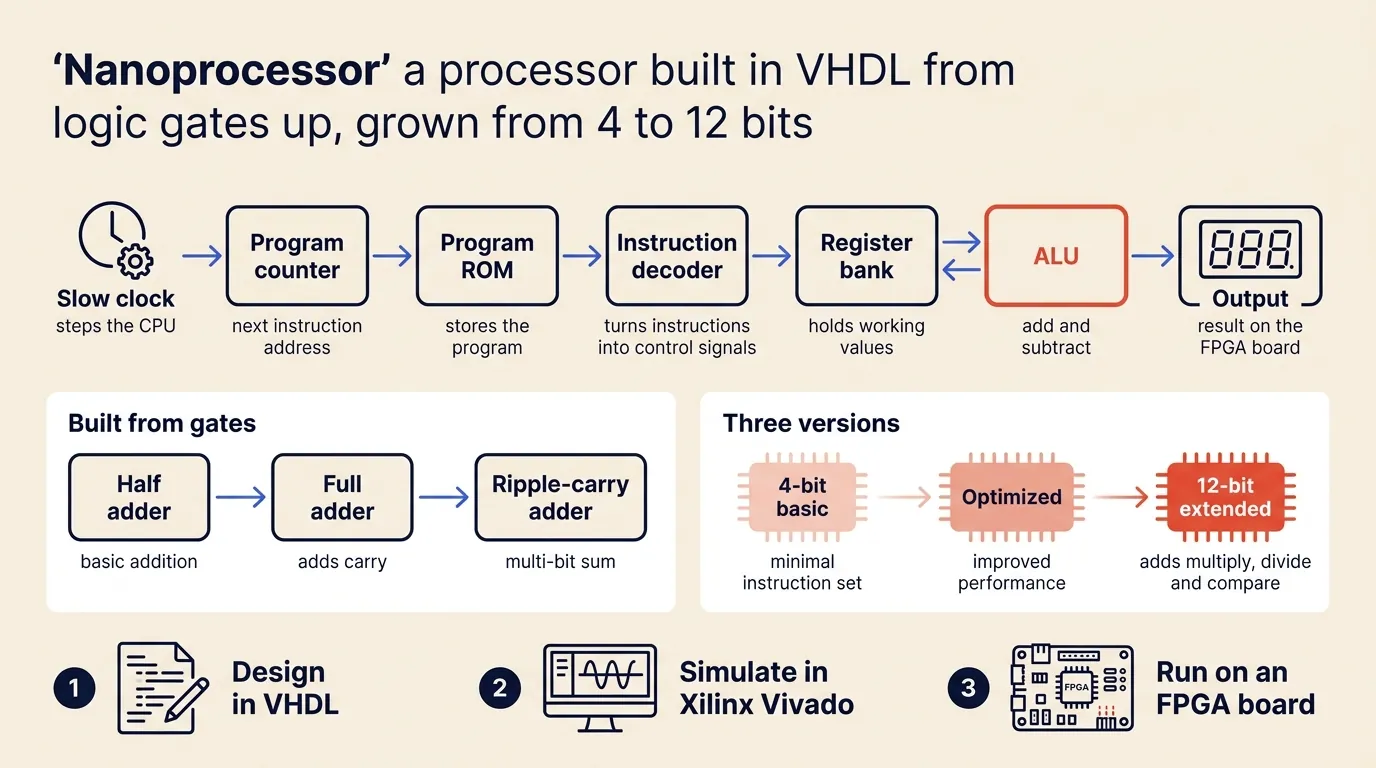 ‘Nanoprocessor’ a processor built in VHDL from
logic gates up, grown from 4 to 12 bits
Slow clock
steps the CPU
Program
counter
next instruction
address
Program
ROM
stores the
program
Instruction
decoder
turns instructions
into control signals
Register
bank
holds working
values
ALU
add and
subtract
888.
Output
result on the
FPGA board
Built from gates
Half
adder
basic addition
Full
adder
adds carry
Ripple-carry
adder
multi-bit sum
Three versions
4-bit
basic
minimal
instruction set
Optimized
improved
performance
12-bit
extended
adds multiply, divide
and compare
1
Design
in VHDL
2
Simulate in
Xilinx Vivado
3
FPGA
Run on an
FPGA board